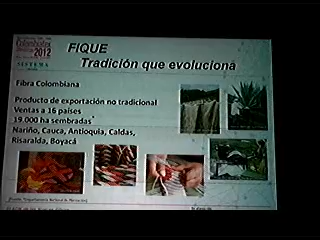 Colombiatex
2012
SISTEMA
FIQUE
Tradición que evoluciona
Fibra Colombiana
Producto de exportación no tradicional
Ventas a 16 países
19.000 ha sembradas*
Nariño, Cauca, Antioquia, Caldas,
Risaralda, Boyacá